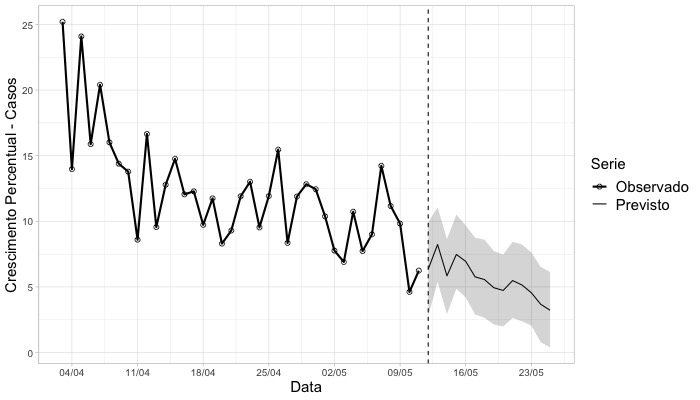 Crescimento Percentual - Casos
25
20
15
10
5
0
04/04 11/04 18/04 25/04 02/05 09/05 16/05 23/05
Data
Serie
Observado
Previsto